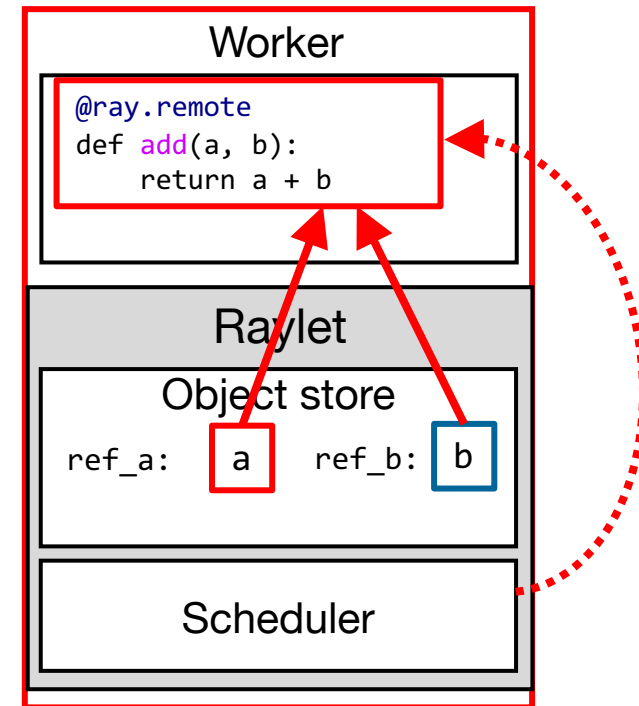 Worker
@ray.remote
def add(a, b):
    return a + b
Raylet
Object store
ref_a: a ref_b: b
Scheduler